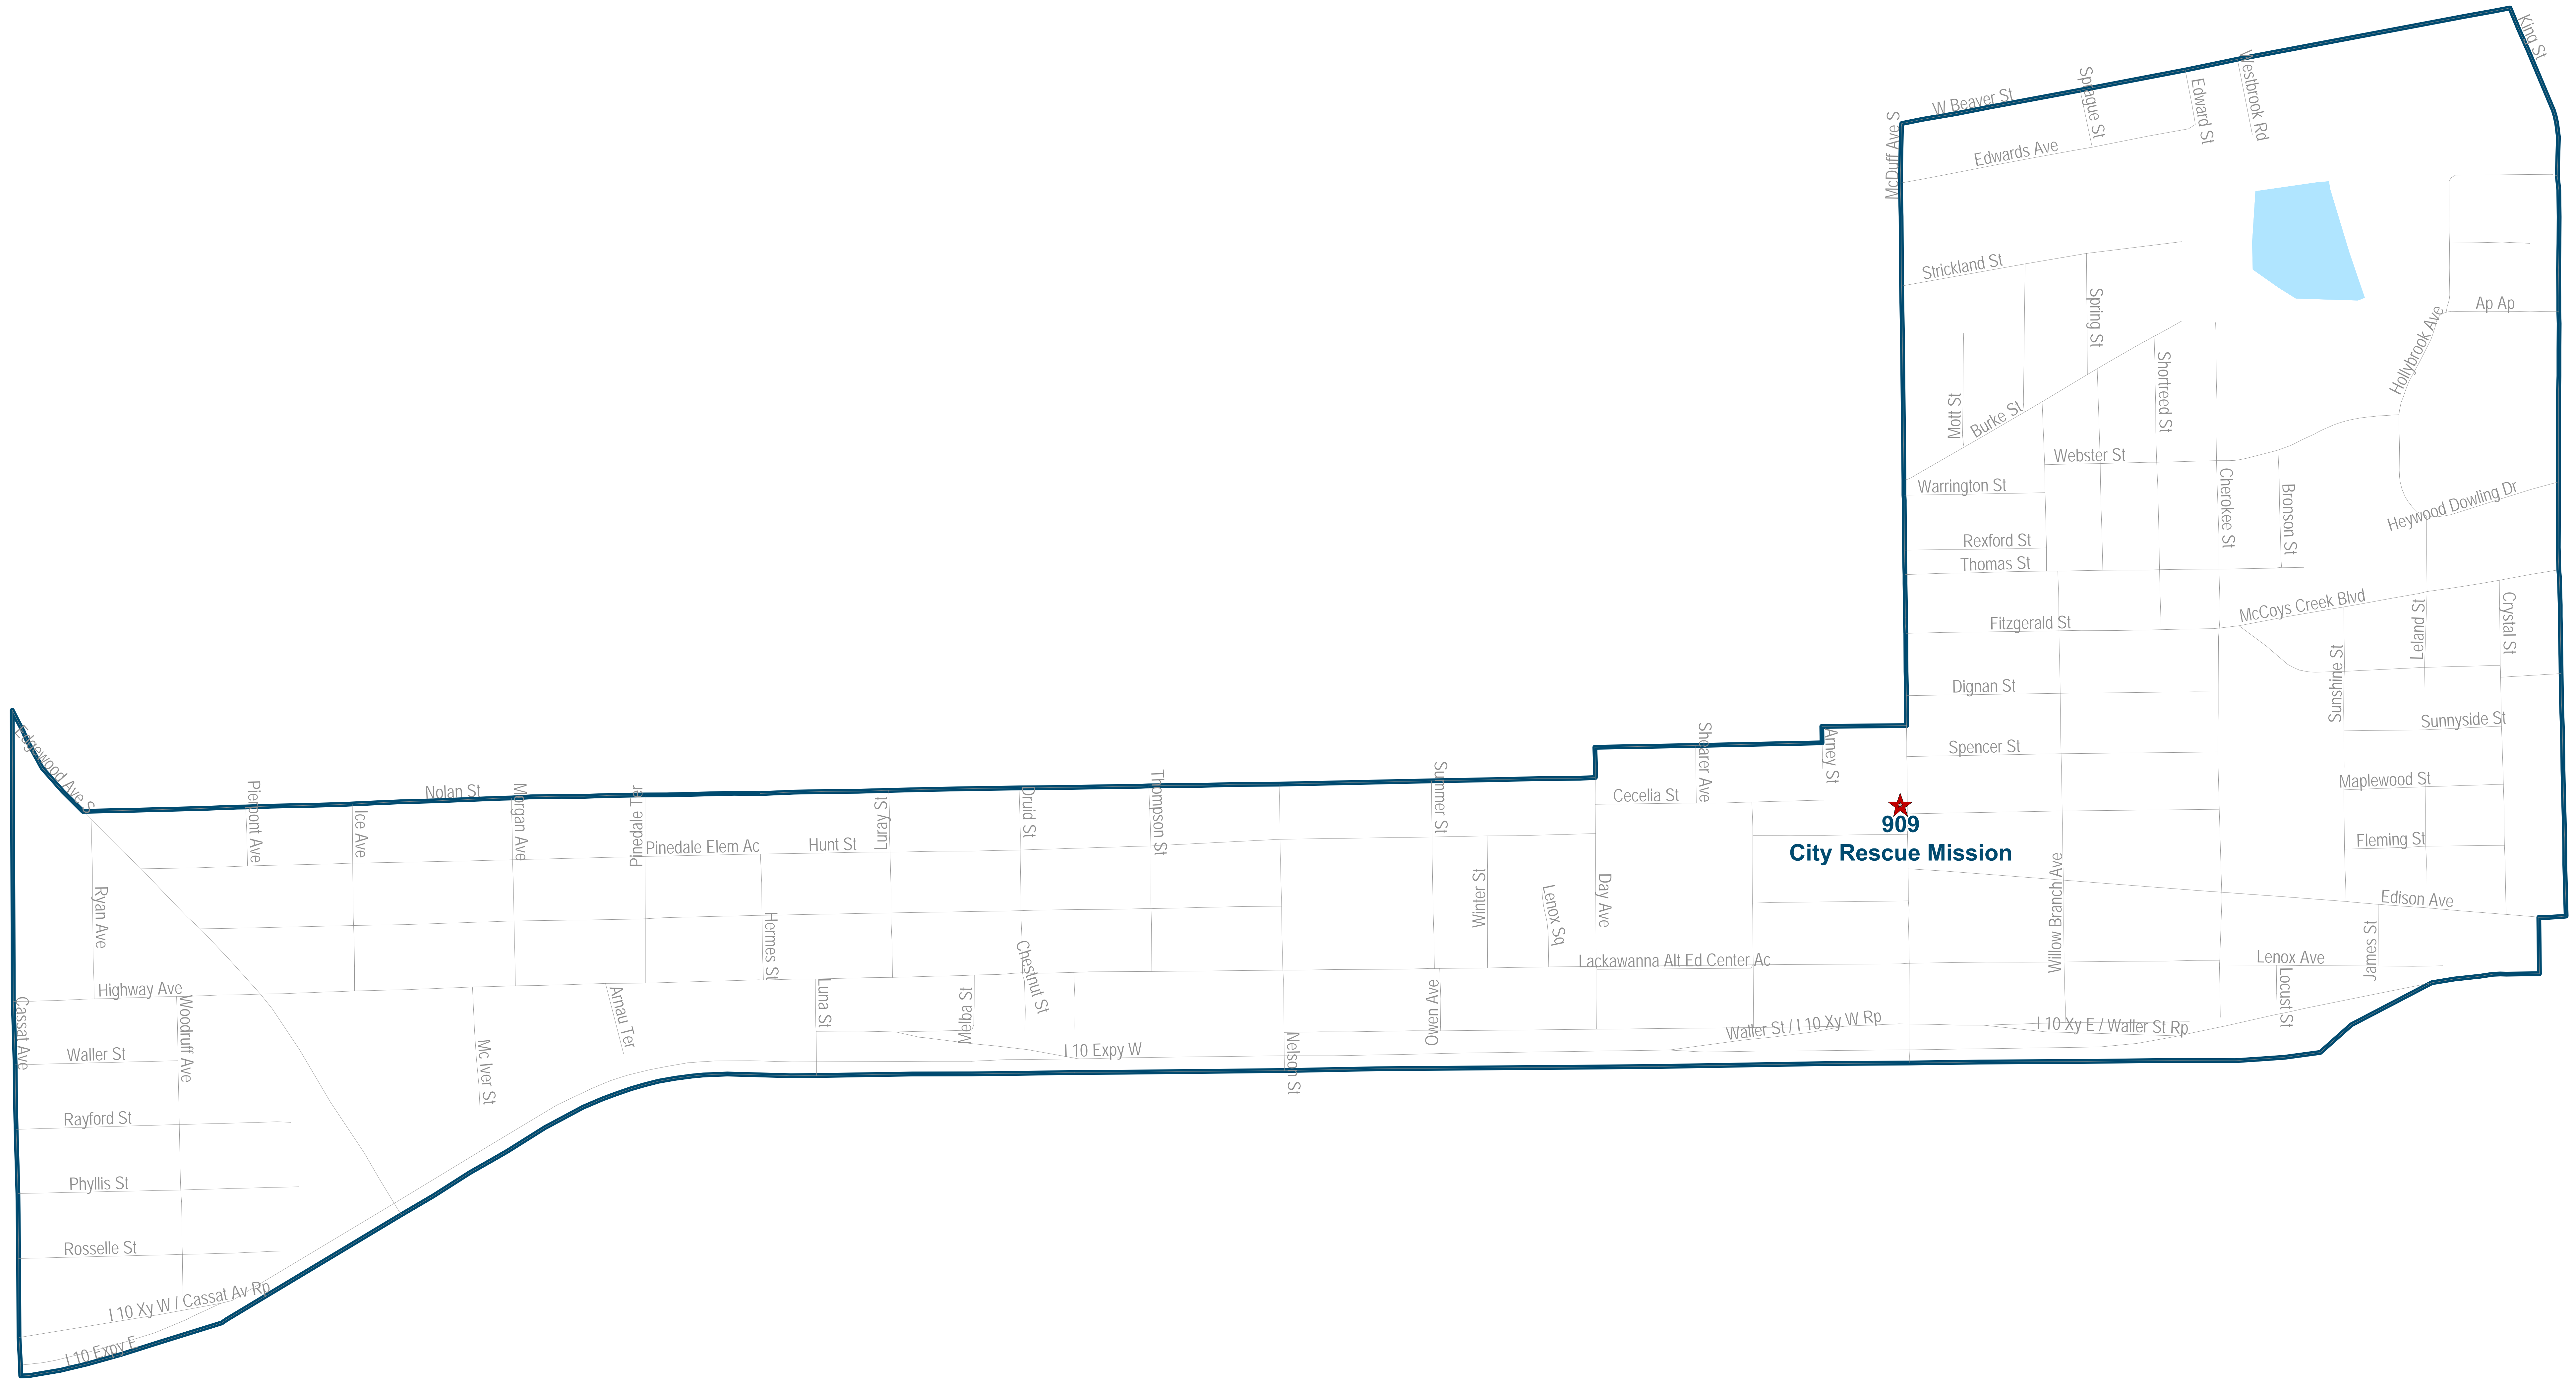 King St
W Beaver St
Sprague St
Edward St
Westbrook Rd
McDuff Ave S
Edwards Ave
Strickland St
Spring St
Ap Ap
Hollybrook Ave
Mott St
Burke St
Shortreed St
Webster St
Warrington St
Cherokee St
Bronson St
Heywood Dowling Dr
Rexford St
Thomas St
McCoys Creek Blvd
Fitzgerald St
Leland St
Crystal St
Sunshine St
Dignan St
Sunnyside St
Spencer St
Maplewood St
Fleming St
Edison Ave
Edgewood Ave S
Nolan St
Pierpont Ave
Ice Ave
Morgan Ave
Pinedale Ter
Luray St
Druid St
Thompson St
Summer St
Shearer Ave
Arney St
Cecelia St
909
City Rescue Mission
Pinedale Elem Ac
Hunt St
Ryan Ave
Hermes St
Chestnut St
Winter St
Lenox Sq
Day Ave
Willow Branch Ave
James St
Lackawanna Alt Ed Center Ac
Lenox Ave
Locust St
Highway Ave
Cassat Ave
Woodruff Ave
Arnau Ter
Luna St
Melba St
Nelson St
Owen Ave
Waller St / I 10 Xy W Rp
I 10 Xy E / Waller St Rp
Waller St
Mc Iver St
I 10 Expy W
Rayford St
Phyllis St
Rosselle St
I 10 Xy W / Cassat Av Rp
I 10 Expy E